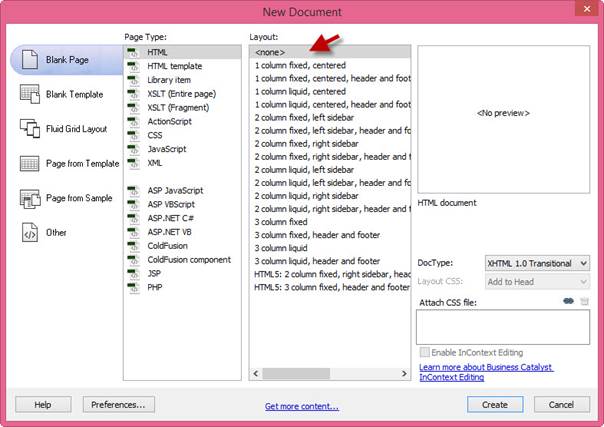 New Document
Blank Page
Blank Template
Fluid Grid Layout
Page from Template
Page from Sample
Other
Page Type:
HTML
HTML template
Library item
XSLT (Entire page)
XSLT (Fragment)
ActionScript
CSS
JavaScript
XML
ASP JavaScript
ASP VBScript
ASP.NET C#
ASP.NET VB
ColdFusion
ColdFusion component
JSP
PHP
Layout:
<none>
1 column fixed, centered
1 column fixed, centered, header and foot
1 column liquid, centered
1 column liquid, centered, header and foot
2 column fixed, left sidebar
2 column fixed, left sidebar, header and fo
2 column fixed, right sidebar
2 column fixed, right sidebar, header and f
2 column liquid, left sidebar
2 column liquid, left sidebar, header and fo
2 column liquid, right sidebar
2 column liquid, right sidebar, header and f
3 column fixed
3 column fixed, header and footer
3 column liquid
3 column liquid, header and footer
HTML5: 2 column fixed, right sidebar, head
HTML5: 3 column fixed, header and footer
<No preview>
HTML document
DocType:
XHTML 1.0 Transitional
Layout CSS:
Add to Head
Attach CSS file:
Enable InContext Editing
Learn more about Business Catalyst
InContext Editing
Help
Preferences...
Get more content...
Create
Cancel